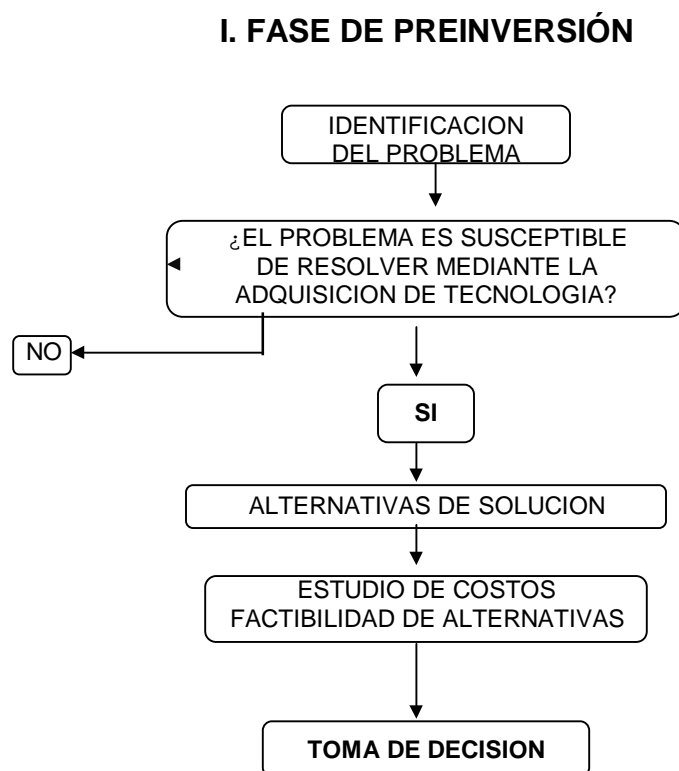 I. FASE DE PREINVERSIÓN
IDENTIFICACION
DEL PROBLEMA
¿EL PROBLEMA ES SUSCEPTIBLE
DE RESOLVER MEDIANTE LA
ADQUISICION DE TECNOLOGIA?
NO
SI
ALTERNATIVAS DE SOLUCION
ESTUDIO DE COSTOS
FACTIBILIDAD DE ALTERNATIVAS
TOMA DE DECISION